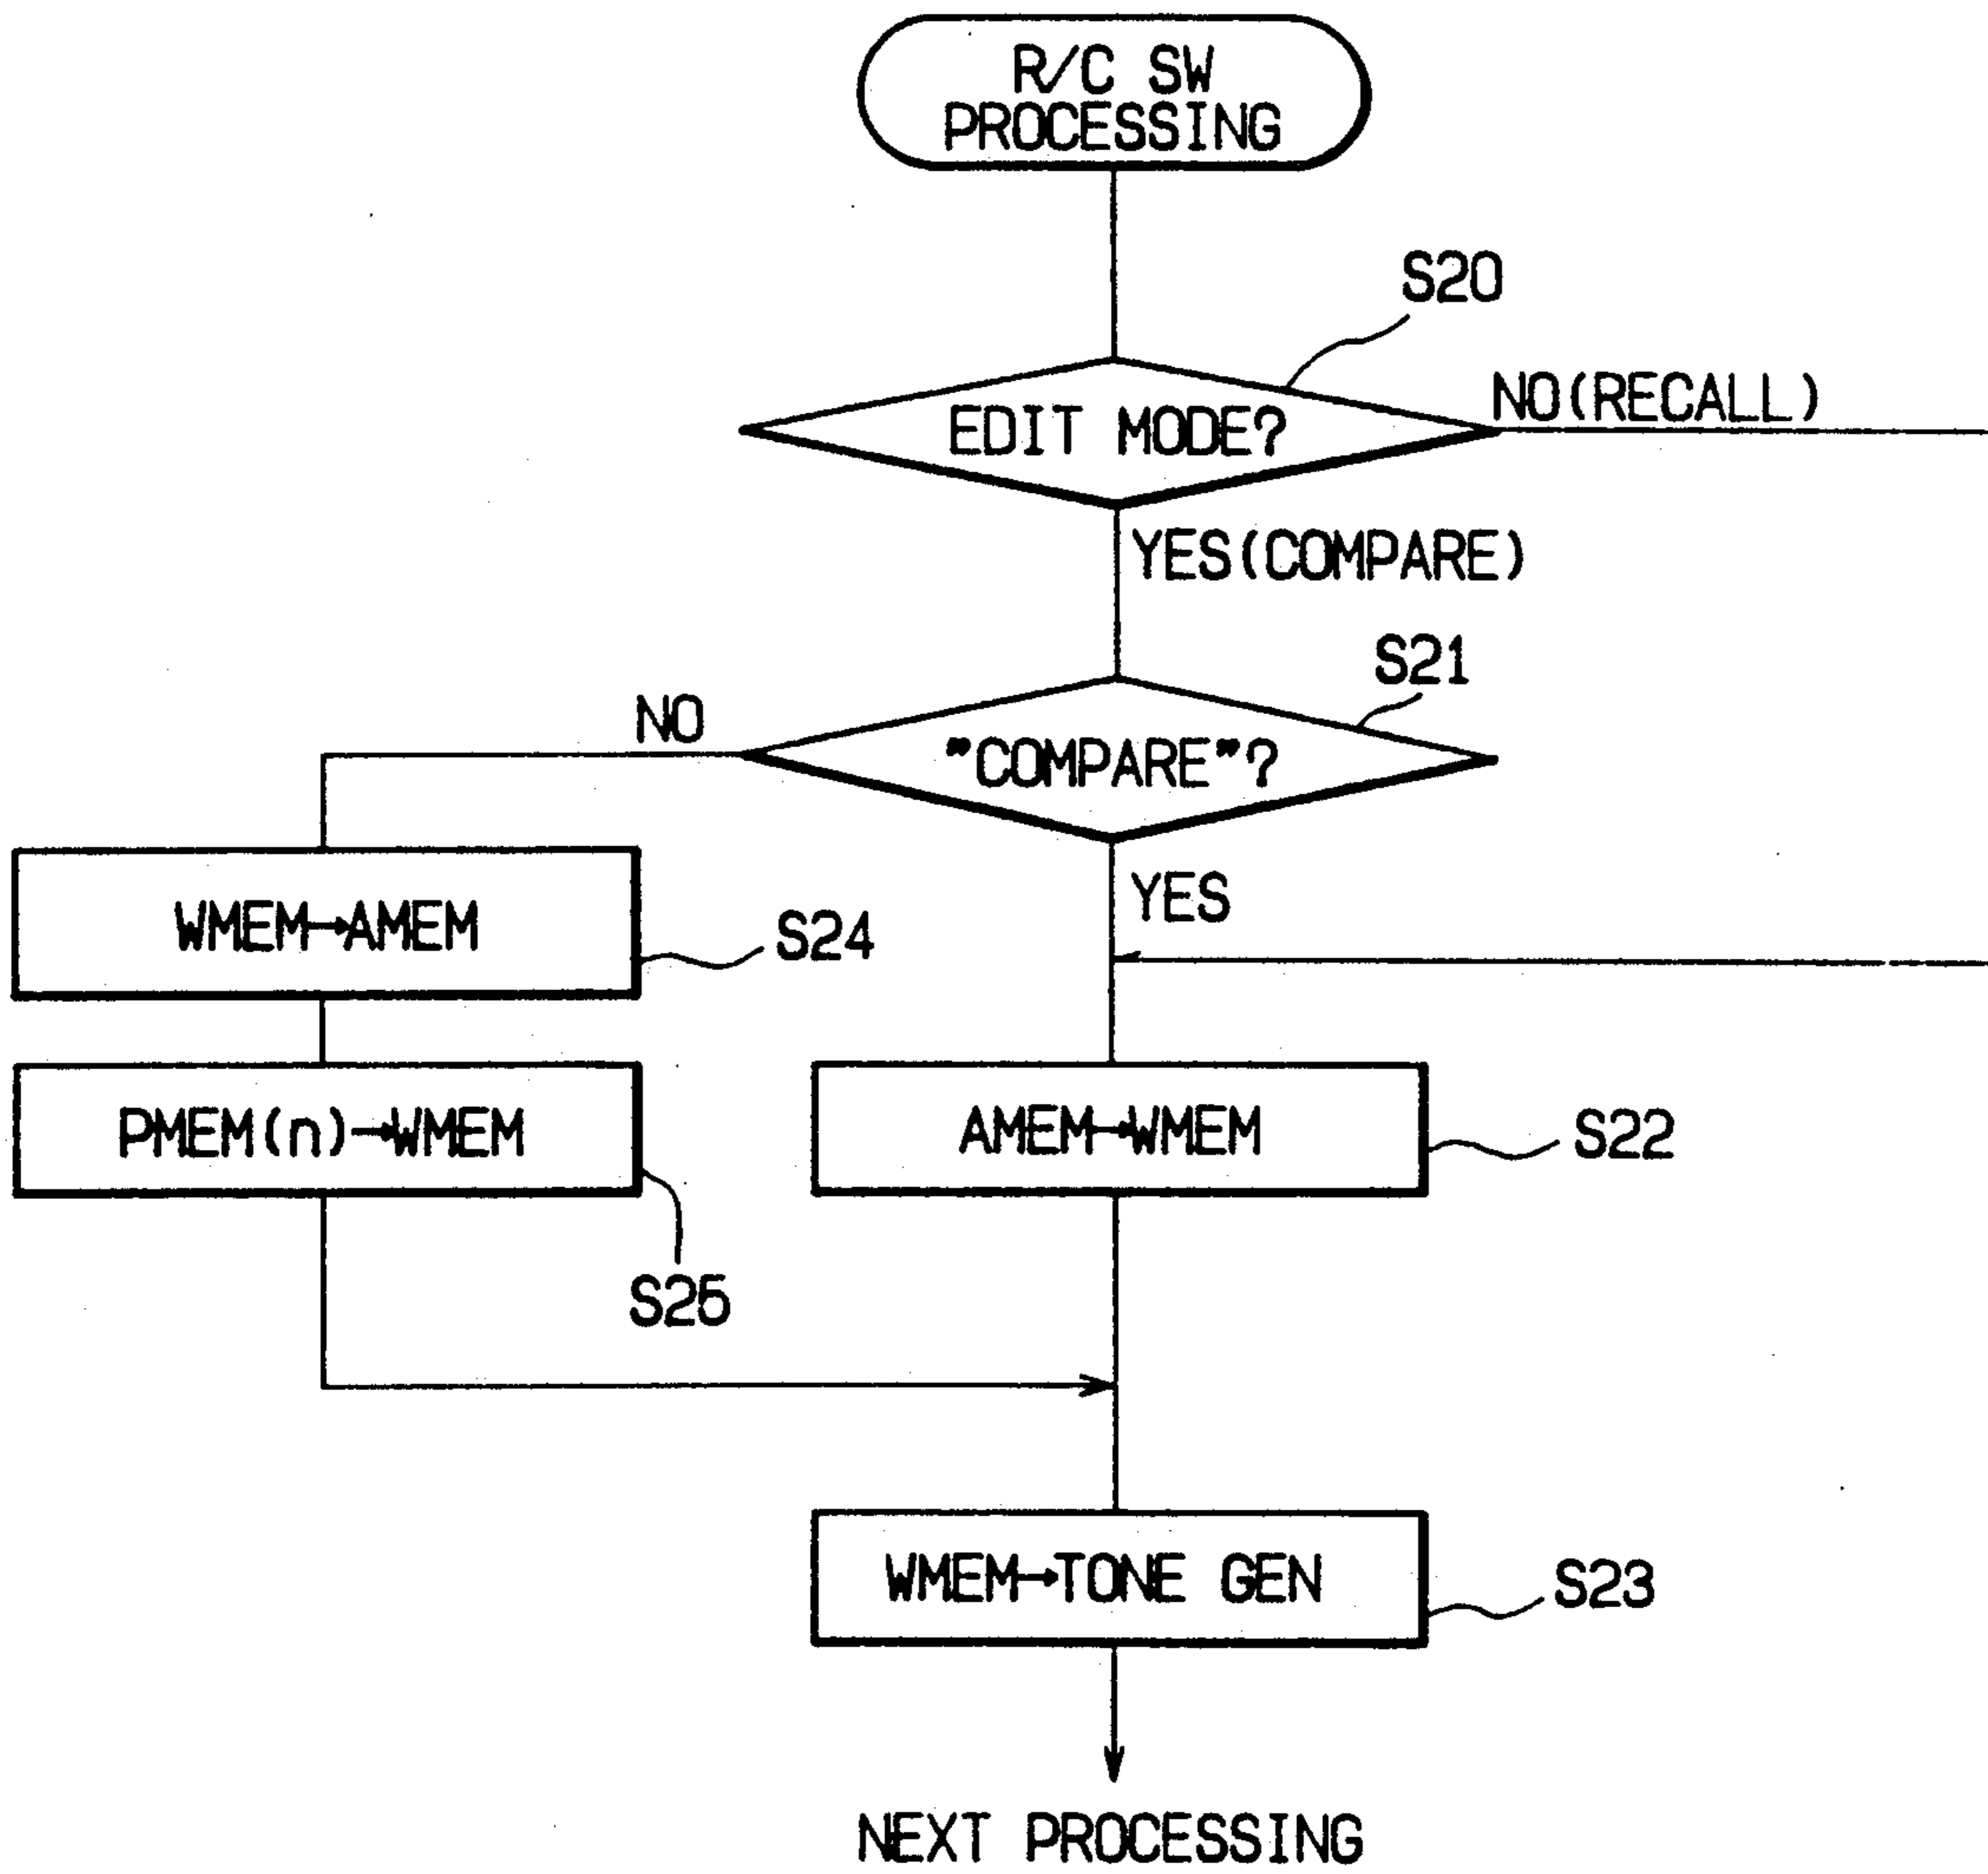 R/C SW
PROCESSING
S20
EDIT MODE?
NO(RECALL)
YES(COMPARE)
S21
NO
"COMPARE"?
YES
WMEM→AMEM
S24
PMEM(n)→WMEM
S25
AMEM→WMEM
S22
WMEM→TONE GEN
S23
NEXT PROCESSING